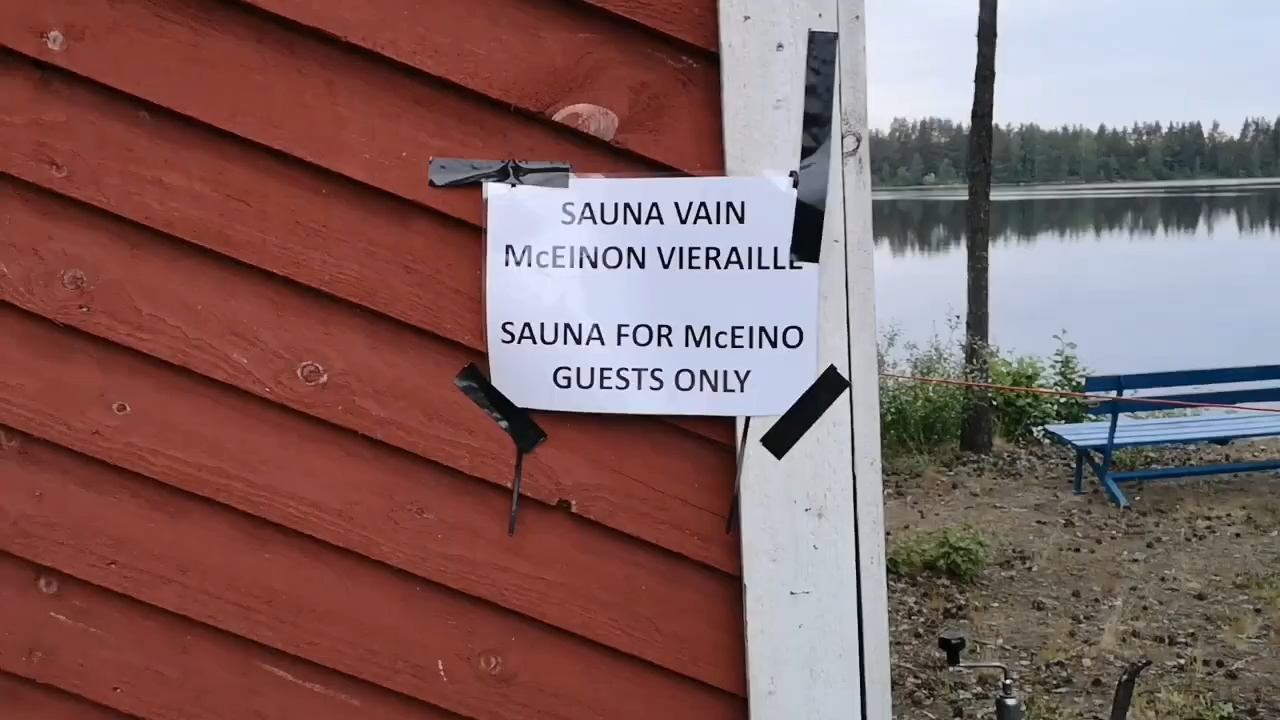 SAUNA VAIN
McEINON VIERAILLE
SAUNA FOR McEINO
GUESTS ONLY